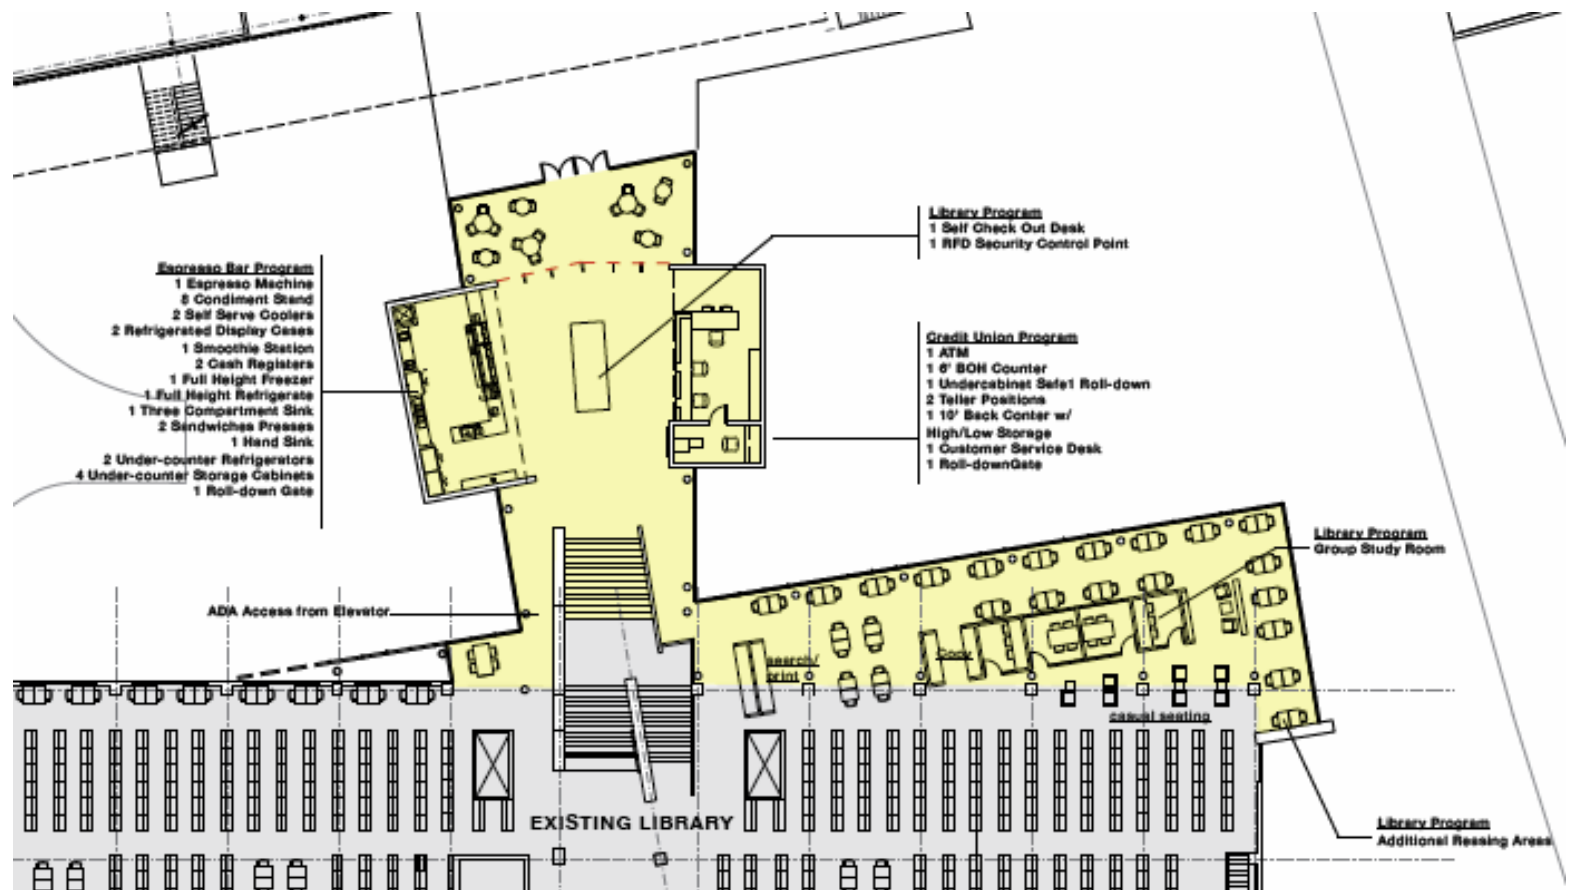 Library Program
1 Self Check Out Desk
1 RFD Security Control Point
Espresso Bar Program
1 Espresso Machine
8 Condiment Stand
2 Self Serve Coolers
2 Refrigerated Display Cases
1 Smoothie Station
2 Cash Registers
1 Full Height Freezer
1 Full Height Refrigerate
1 Three Compartment Sink
2 Sandwiches Presses
1 Hand Sink
2 Under-counter Refrigerators
4 Under-counter Storage Cabinets
1 Roll-down Gate
Credit Union Program
1 ATM
1 6' BOH Counter
1 Undercabinet Safe1 Roll-down
2 Teller Positions
1 10' Back Conter w/
High/Low Storage
1 Customer Service Desk
1 Roll-downGate
Library Program
Group Study Room
ADA Access from Elevator
search/
print
Copy
casual seating
EXISTING LIBRARY
Library Program
Additional Reasing Areas